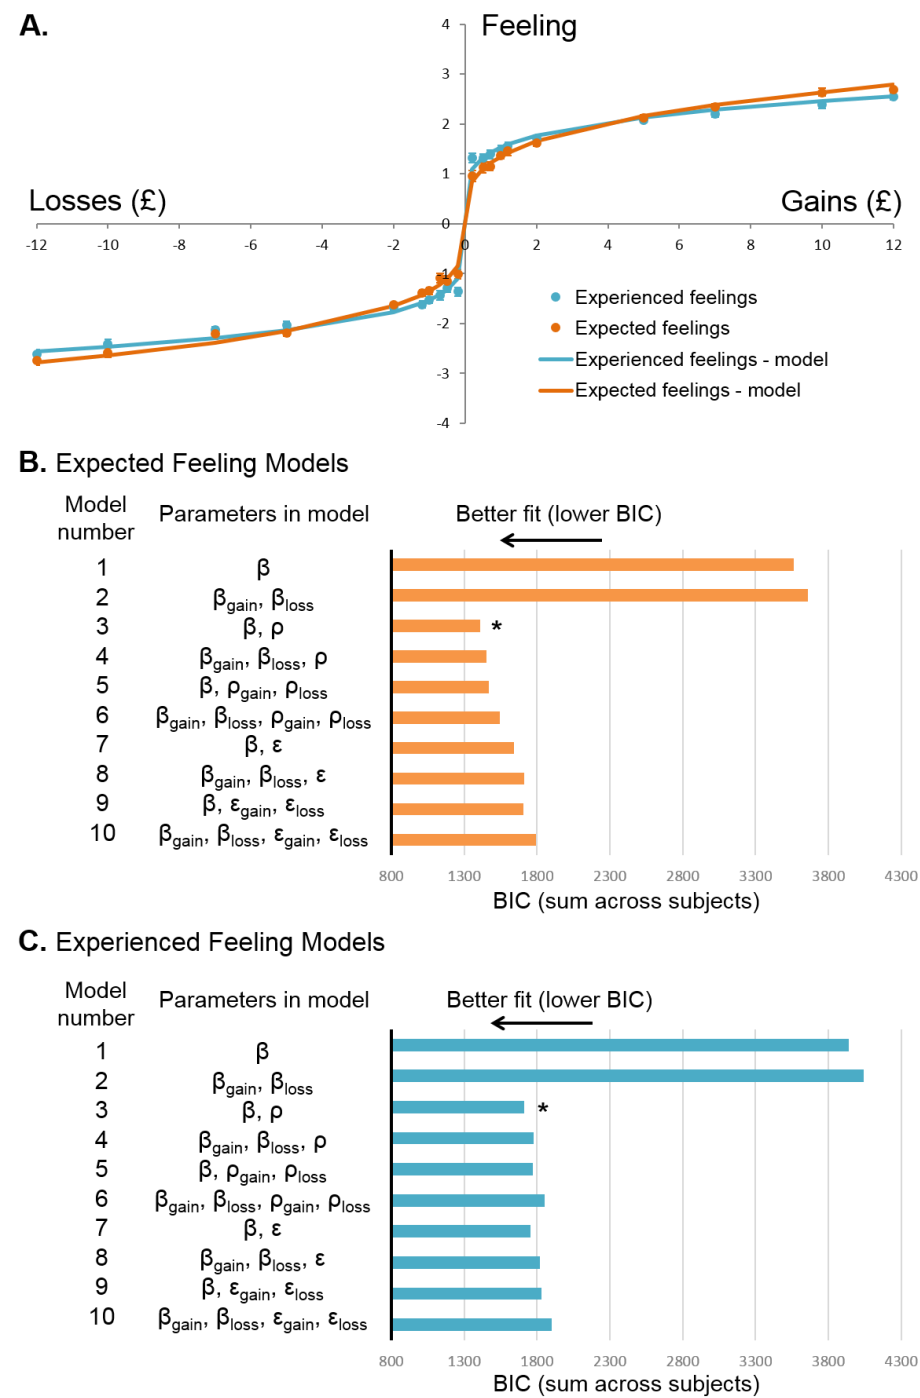 A.
Feeling
4
3
2
1
0
-1
-2
-3
-4
Losses (£)
Gains (£)
-12 -10 -8 -6 -4 -2 0 2 4 6 8 10 12
Experienced feelings
Expected feelings
Experienced feelings - model
Expected feelings - model
B. Expected Feeling Models
Model number
Parameters in model
Better fit (lower BIC)
1 β
2 βgain, βloss
3 β, ρ *
4 βgain, βloss, ρ
5 β, ρgain, ρloss
6 βgain, βloss, ρgain, ρloss
7 β, ε
8 βgain, βloss, ε
9 β, εgain, εloss
10 βgain, βloss, εgain, εloss
800 1300 1800 2300 2800 3300 3800 4300
BIC (sum across subjects)
C. Experienced Feeling Models
Model number
Parameters in model
Better fit (lower BIC)
1 β
2 βgain, βloss
3 β, ρ *
4 βgain, βloss, ρ
5 β, ρgain, ρloss
6 βgain, βloss, ρgain, ρloss
7 β, ε
8 βgain, βloss, ε
9 β, εgain, εloss
10 βgain, βloss, εgain, εloss
800 1300 1800 2300 2800 3300 3800 4300
BIC (sum across subjects)